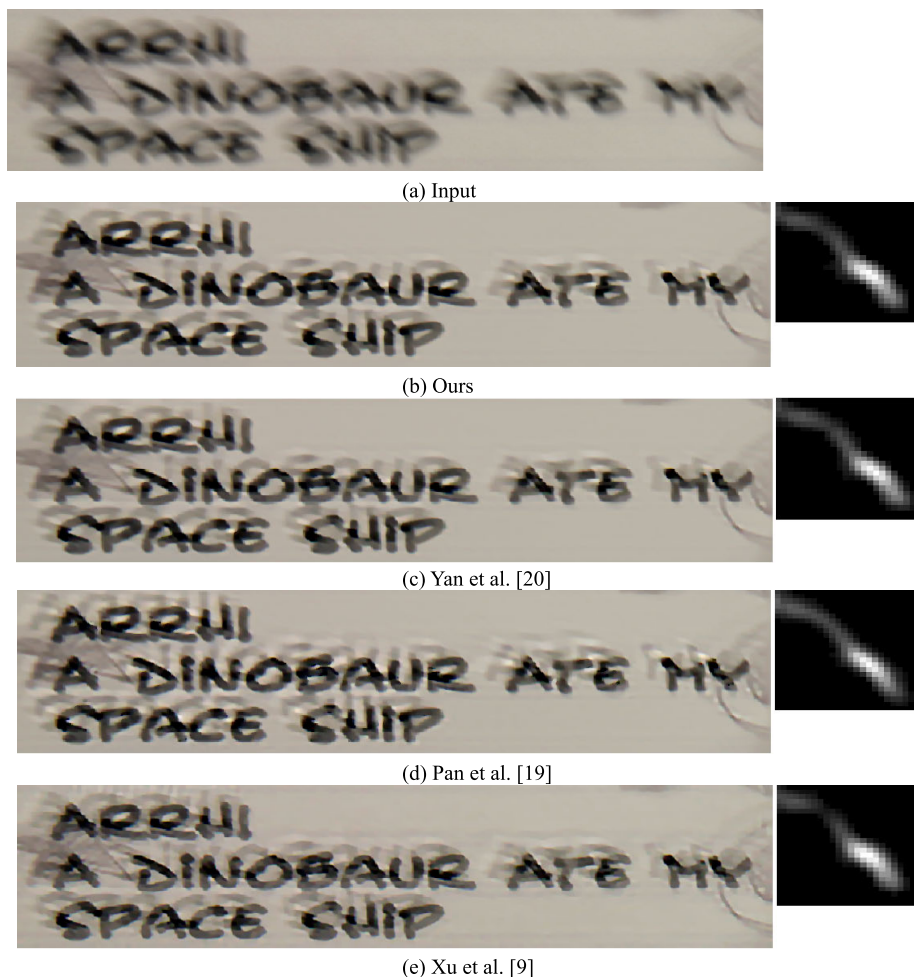 ARRH!
A DINOSAUR ATE MY
SPACE SHIP
(a) Input
ARRH!
A DINOSAUR ATE MY
SPACE SHIP
(b) Ours
ARRH!
A DINOSAUR ATE MY
SPACE SHIP
(c) Yan et al. [20]
ARRH!
A DINOSAUR ATE MY
SPACE SHIP
(d) Pan et al. [19]
ARRH!
A DINOSAUR ATE MY
SPACE SHIP
(e) Xu et al. [9]